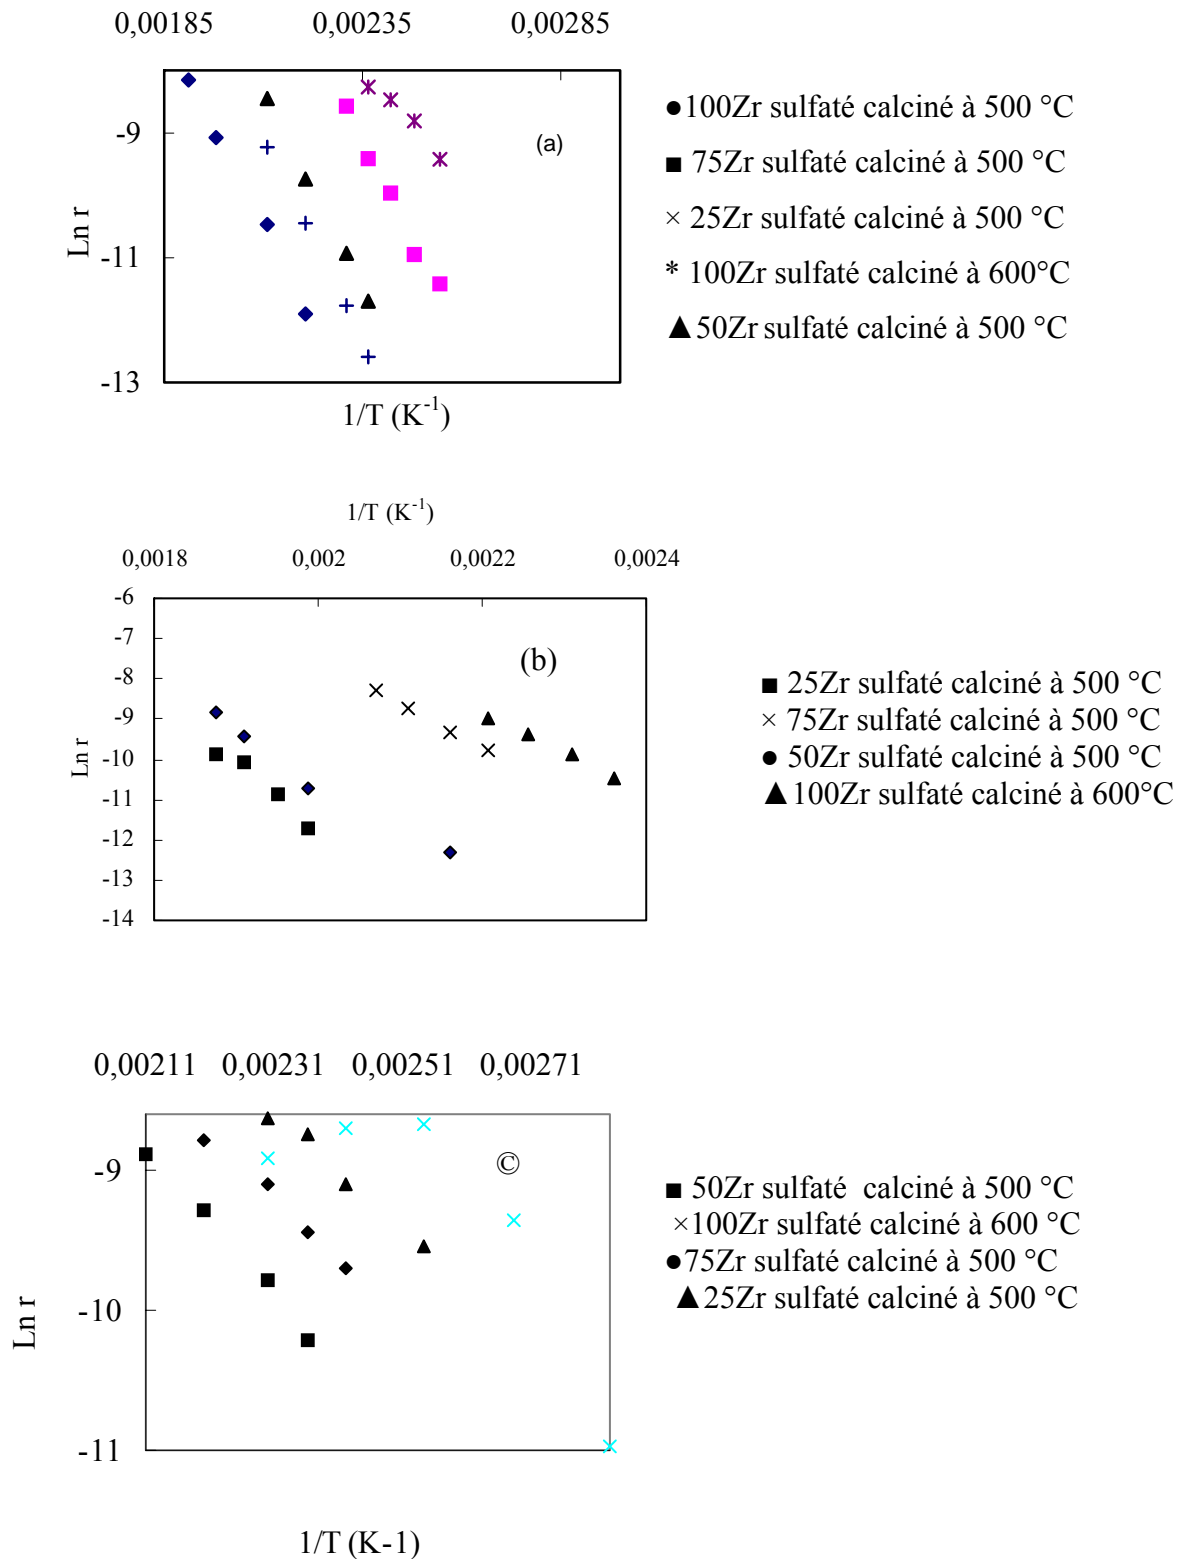 0,00185 0,00235 0,00285
-9
-11
-13
Ln r
(a)
1/T (K-1)
●100Zr sulfaté calciné à 500 °C
■ 75Zr sulfaté calciné à 500 °C
× 25Zr sulfaté calciné à 500 °C
* 100Zr sulfaté calciné à 600°C
▲50Zr sulfaté calciné à 500 °C
1/T (K-1)
0,0018 0,002 0,0022 0,0024
-6
-7
-8
-9
-10
-11
-12
-13
-14
Ln r
(b)
■ 25Zr sulfaté calciné à 500 °C
× 75Zr sulfaté calciné à 500 °C
● 50Zr sulfaté calciné à 500 °C
▲100Zr sulfaté calciné à 600°C
0,00211 0,00231 0,00251 0,00271
-9
-10
-11
Ln r
©
1/T (K-1)
■ 50Zr sulfaté calciné à 500 °C
×100Zr sulfaté calciné à 600 °C
●75Zr sulfaté calciné à 500 °C
▲25Zr sulfaté calciné à 500 °C